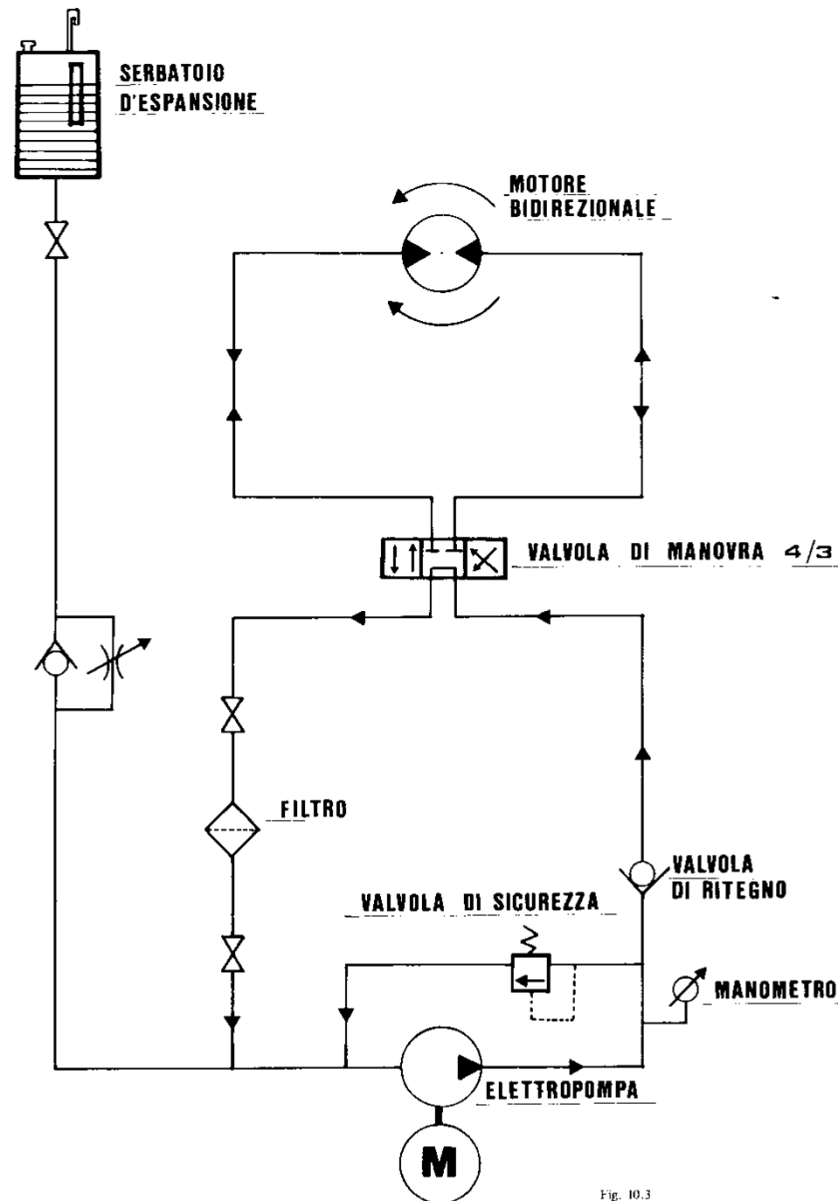 SERBATOIO
D'ESPANSIONE
MOTORE
BIDIREZIONALE
VALVOLA DI MANOVRA 4/3
FILTRO
VALVOLA
DI RITEGNO
VALVOLA DI SICUREZZA
MANOMETRO
ELETTROPOMPA
M
Fig. 10.3